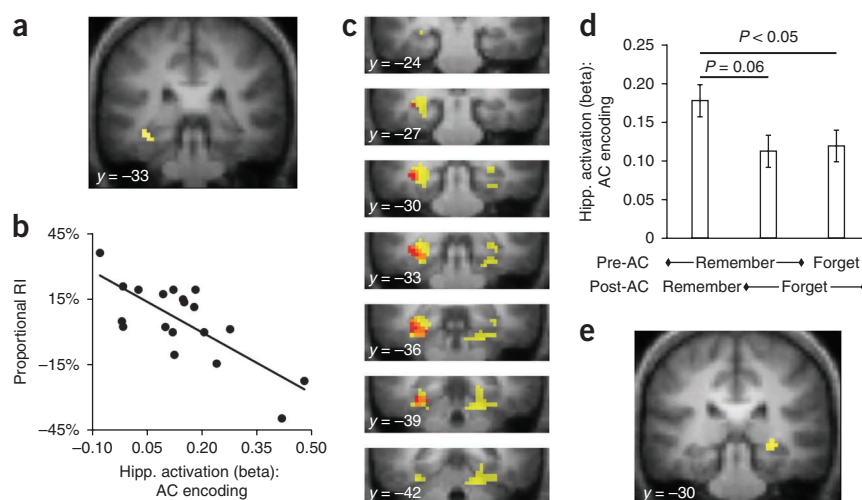 a
y = –33
b
45%
15%
–15%
–45%
Proportional RI
–0.10 0.05 0.20 0.35 0.50
Hipp. activation (beta):
AC encoding
c
y = –24
y = –27
y = –30
y = –33
y = –36
y = –39
y = –42
d
P < 0.05
P = 0.06
0.25
0.20
0.15
0.10
0.05
0
Hipp. activation (beta):
AC encoding
Pre-AC Remember Forget
Post-AC Remember Forget
e
y = –30